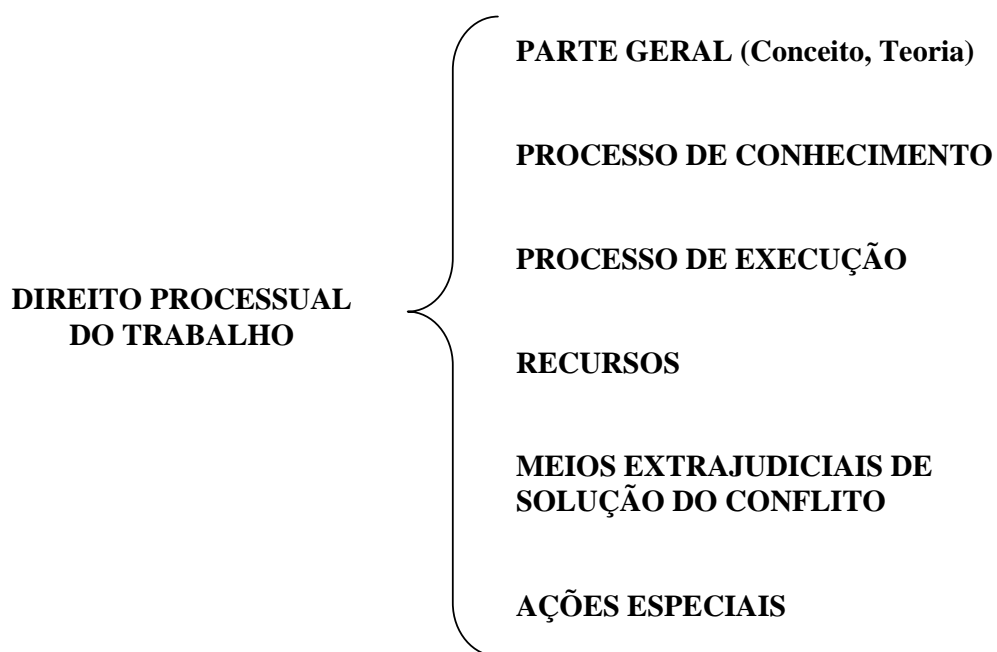 PARTE GERAL (Conceito, Teoria)
PROCESSO DE CONHECIMENTO
PROCESSO DE EXECUÇÃO
DIREITO PROCESSUAL
DO TRABALHO
RECURSOS
MEIOS EXTRAJUDICIAIS DE
SOLUÇÃO DO CONFLITO
AÇÕES ESPECIAIS